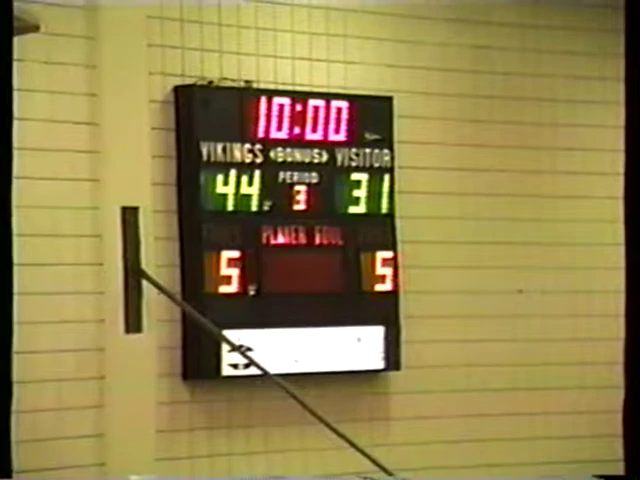 10:00
VIKINGS ◄BONUS► VISITOR
PERIOD
44 3 31
PLAYER FOUL
5 5